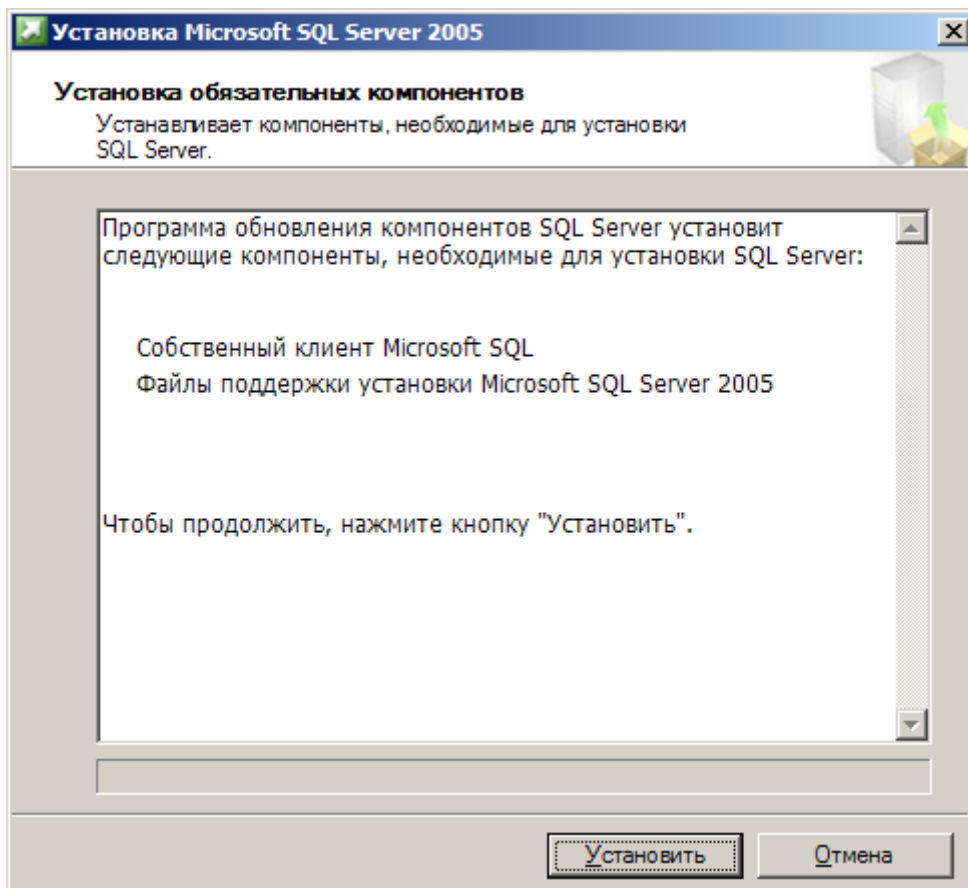 Установка Microsoft SQL Server 2005
Установка обязательных компонентов
Устанавливает компоненты, необходимые для установки
SQL Server.
Программа обновления компонентов SQL Server установит
следующие компоненты, необходимые для установки SQL Server:
Собственный клиент Microsoft SQL
Файлы поддержки установки Microsoft SQL Server 2005
Чтобы продолжить, нажмите кнопку "Установить".
Установить Отмена